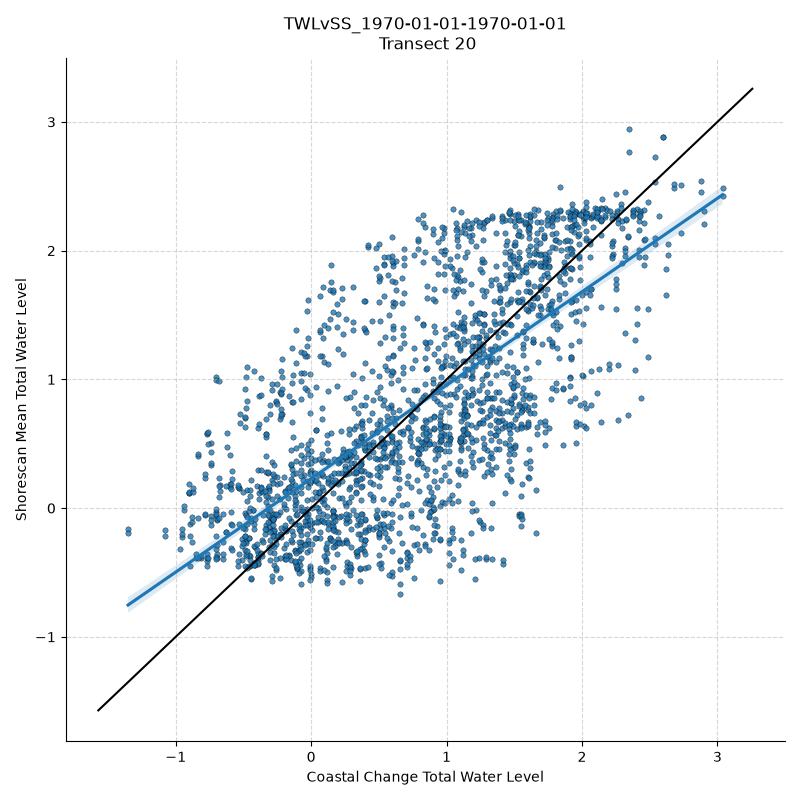 TWLvSS_1970-01-01-1970-01-01
Transect 20
3
2
1
0
−1
Shorescan Mean Total Water Level
−1 0 1 2 3
Coastal Change Total Water Level